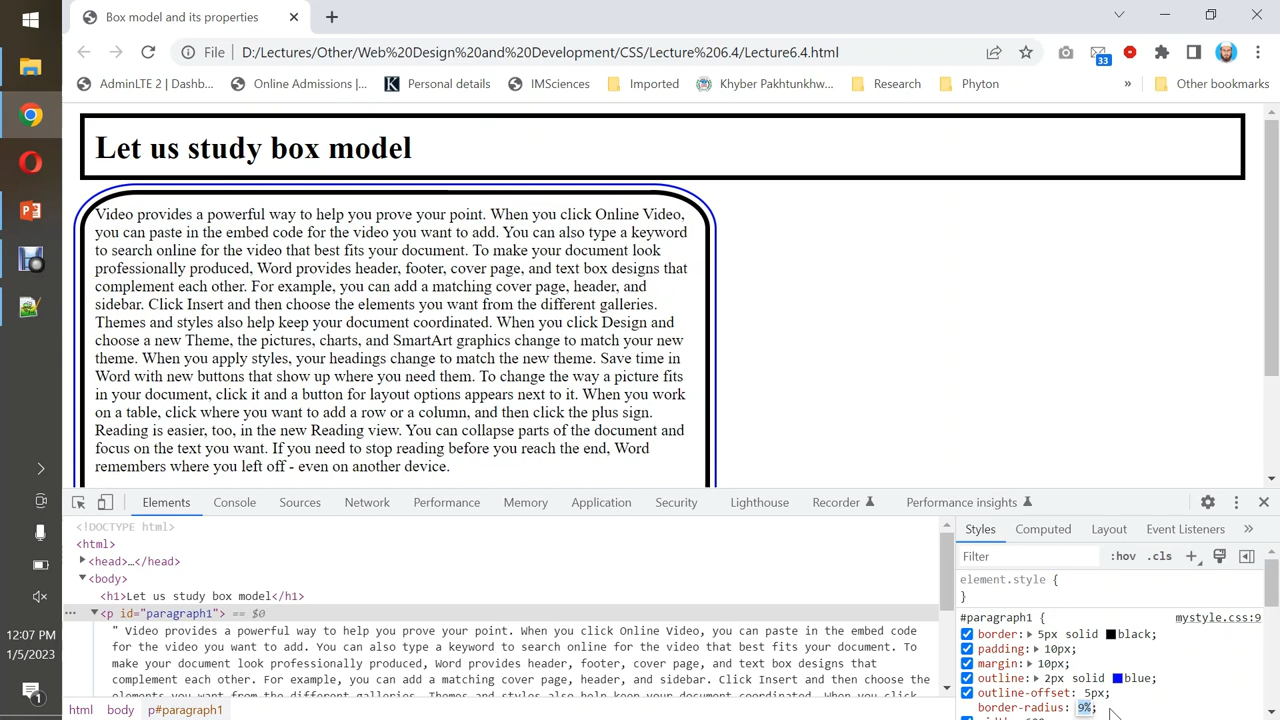 Box model and its properties
File D:/Lectures/Other/Web%20Design%20and%20Development/CSS/Lecture%206.4/Lecture6.4.html
33
AdminLTE 2 | Dashb... Online Admissions |... Personal details IMSciences Imported Khyber Pakhtunkhw... Research Phyton » Other bookmarks
Let us study box model
Video provides a powerful way to help you prove your point. When you click Online Video,
you can paste in the embed code for the video you want to add. You can also type a keyword
to search online for the video that best fits your document. To make your document look
professionally produced, Word provides header, footer, cover page, and text box designs that
complement each other. For example, you can add a matching cover page, header, and
sidebar. Click Insert and then choose the elements you want from the different galleries.
Themes and styles also help keep your document coordinated. When you click Design and
choose a new Theme, the pictures, charts, and SmartArt graphics change to match your new
theme. When you apply styles, your headings change to match the new theme. Save time in
Word with new buttons that show up where you need them. To change the way a picture fits
in your document, click it and a button for layout options appears next to it. When you work
on a table, click where you want to add a row or a column, and then click the plus sign.
Reading is easier, too, in the new Reading view. You can collapse parts of the document and
focus on the text you want. If you need to stop reading before you reach the end, Word
remembers where you left off - even on another device.
Elements Console Sources Network Performance Memory Application Security Lighthouse Recorder Performance insights
<!DOCTYPE html>
<html>
<head>…</head>
<body>
<h1>Let us study box model</h1>
<p id="paragraph1"> == $0
" Video provides a powerful way to help you prove your point. When you click Online Video, you can paste in the embed code
for the video you want to add. You can also type a keyword to search online for the video that best fits your document. To
make your document look professionally produced, Word provides header, footer, cover page, and text box designs that
complement each other. For example, you can add a matching cover page, header, and sidebar. Click Insert and then choose the
elements you want from the different galleries. Themes and styles also help keep your document coordinated. When you click
html body p#paragraph1
Styles Computed Layout Event Listeners »
Filter :hov .cls +
element.style {
}
#paragraph1 { mystyle.css:9
border: 5px solid black;
padding: 10px;
margin: 10px;
outline: 2px solid blue;
outline-offset: 5px;
border-radius: 9%;
12:07 PM
1/5/2023
1